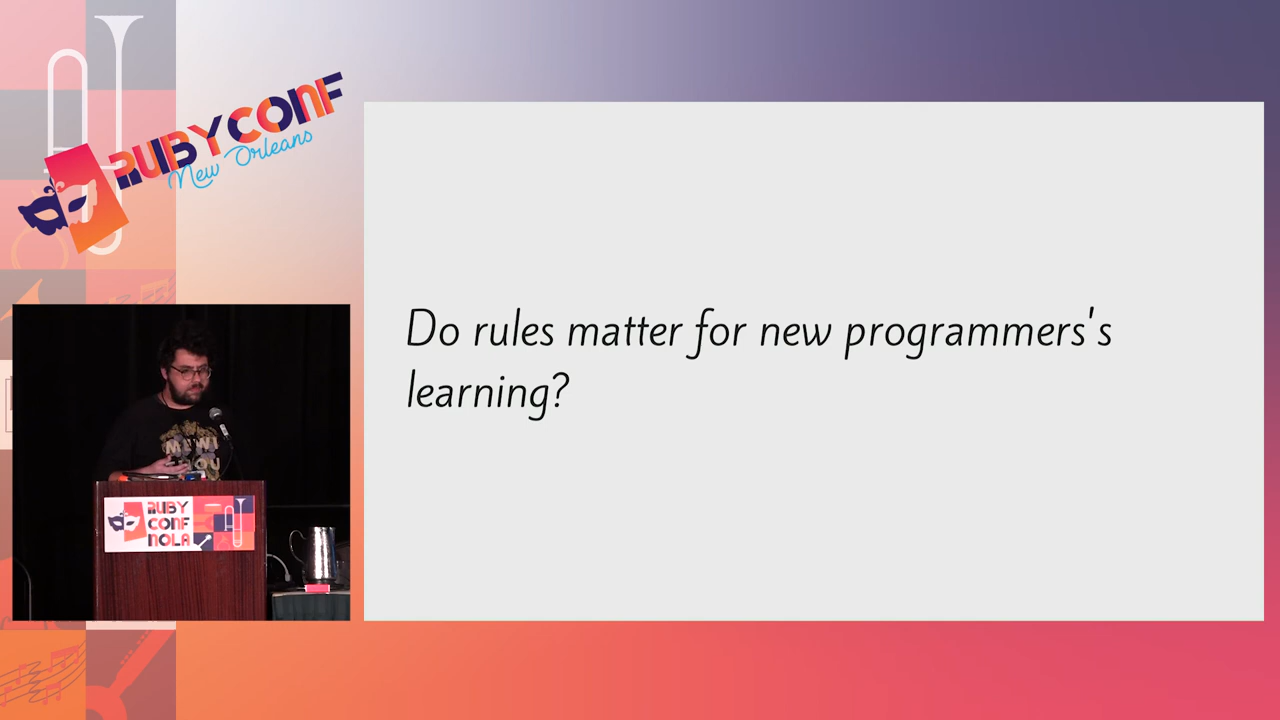 RUBYCONF
New Orleans
Do rules matter for new programmers's
learning?
RUBY
CONF
NOLA